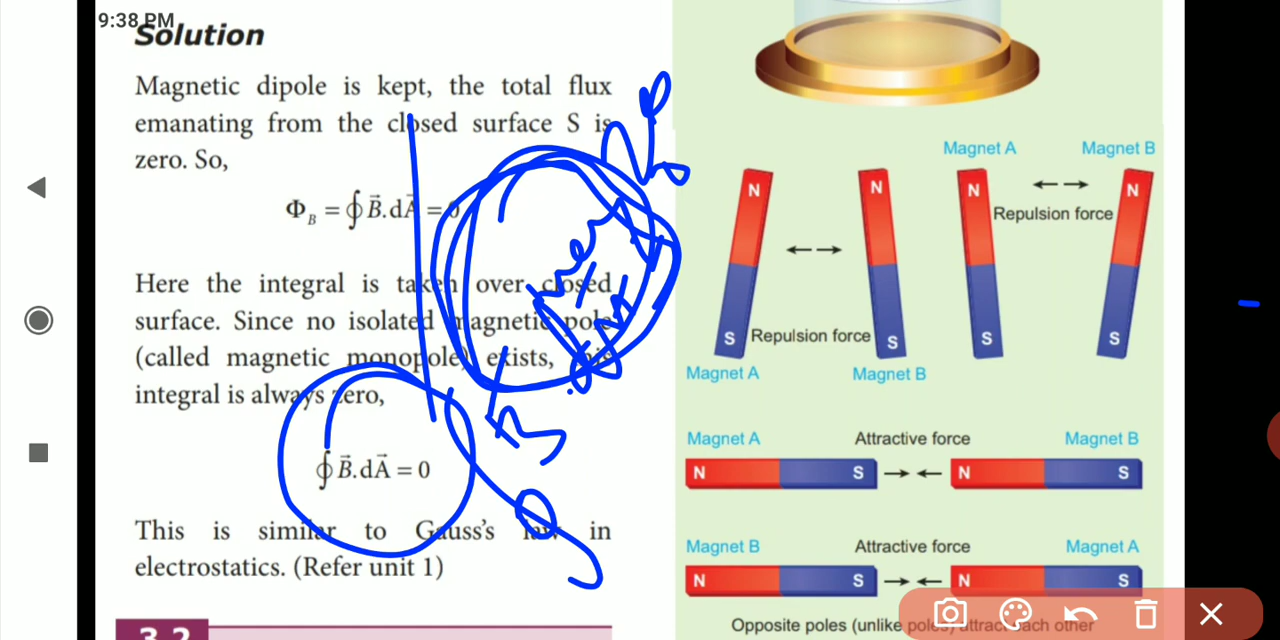 9:38 PM
Solution
Magnetic dipole is kept, the total flux
emanating from the closed surface S is
zero. So,
Φ_B = ∮B⃗.dA⃗ = 0
Here the integral is taken over closed
surface. Since no isolated magnetic pole
(called magnetic monopole) exists, this
integral is always zero,
∮B⃗.dA⃗ = 0
This is similar to Gauss's law in
electrostatics. (Refer unit 1)
3.2
N
S
Magnet A
Repulsion force
N
S
Magnet B
Magnet A
Magnet B
N
S
Repulsion force
N
S
Magnet A
Attractive force
Magnet B
N S N S
Magnet B
Attractive force
Magnet A
N S N S
Opposite poles (unlike poles) attract each other